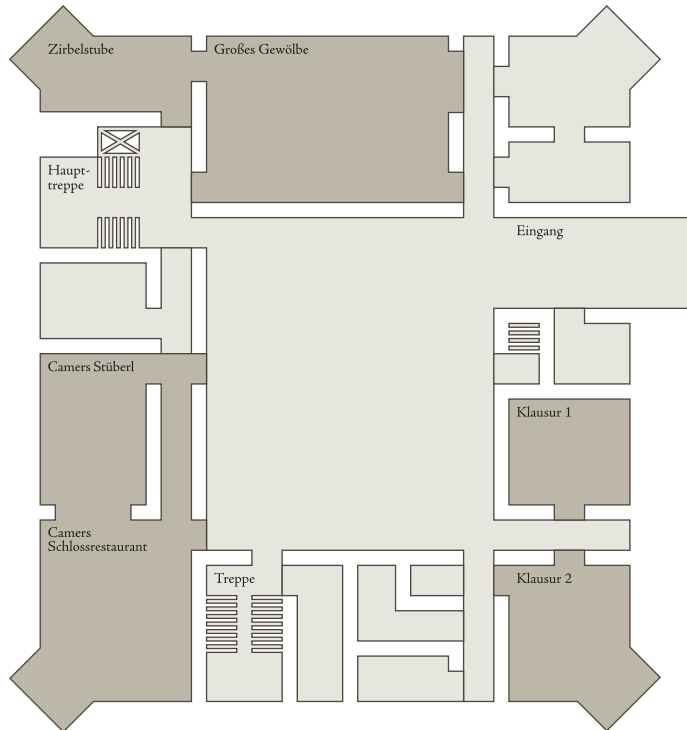 Zirbelstube
Großes Gewölbe
Haupt-
treppe
Eingang
Camers Stüberl
Klausur 1
Camers
Schlossrestaurant
Treppe
Klausur 2